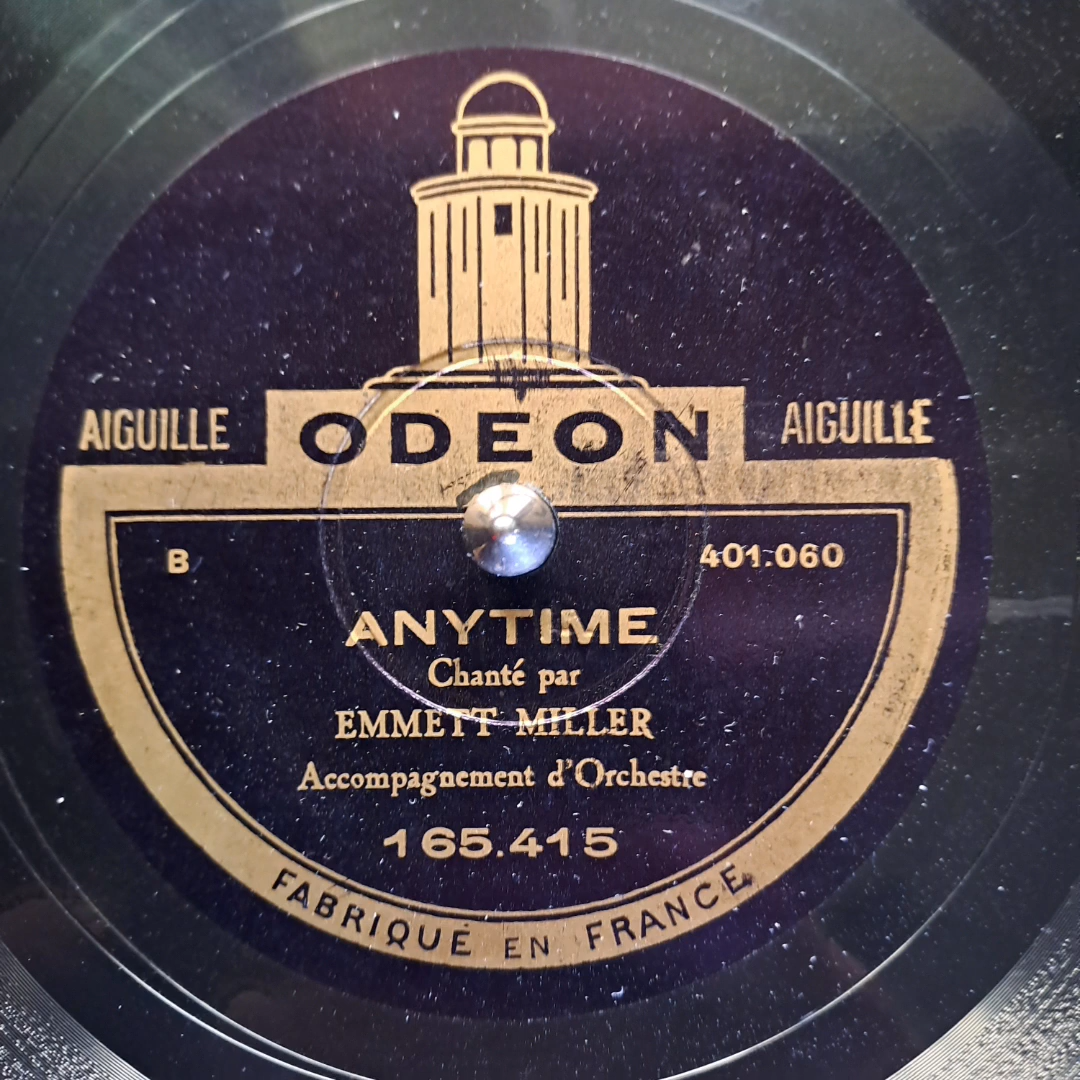 AIGUILLE ODEON AIGUILLE
B 401.060
ANYTIME
Chanté par
EMMETT MILLER
Accompagnement d'Orchestre
165.415
FABRIQUE EN FRANCE